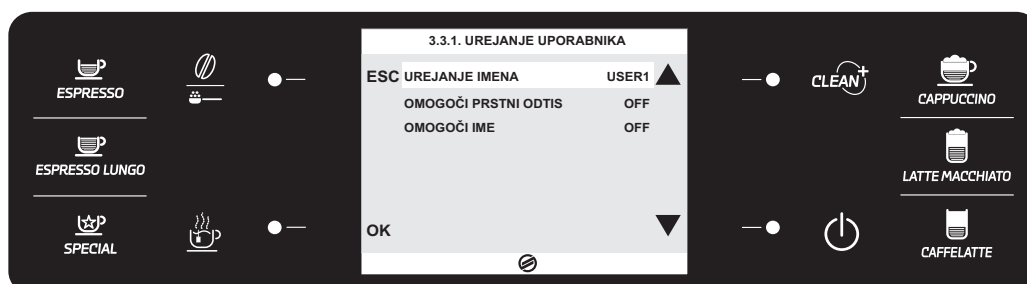 ESPRESSO
ESPRESSO LUNGO
SPECIAL
3.3.1. UREJANJE UPORABNIKA
ESC UREJANJE IMENA USER1
OMOGOČI PRSTNI ODTIS OFF
OMOGOČI IME OFF
OK
CLEAN+
CAPPUCCINO
LATTE MACCHIATO
CAFFELATTE